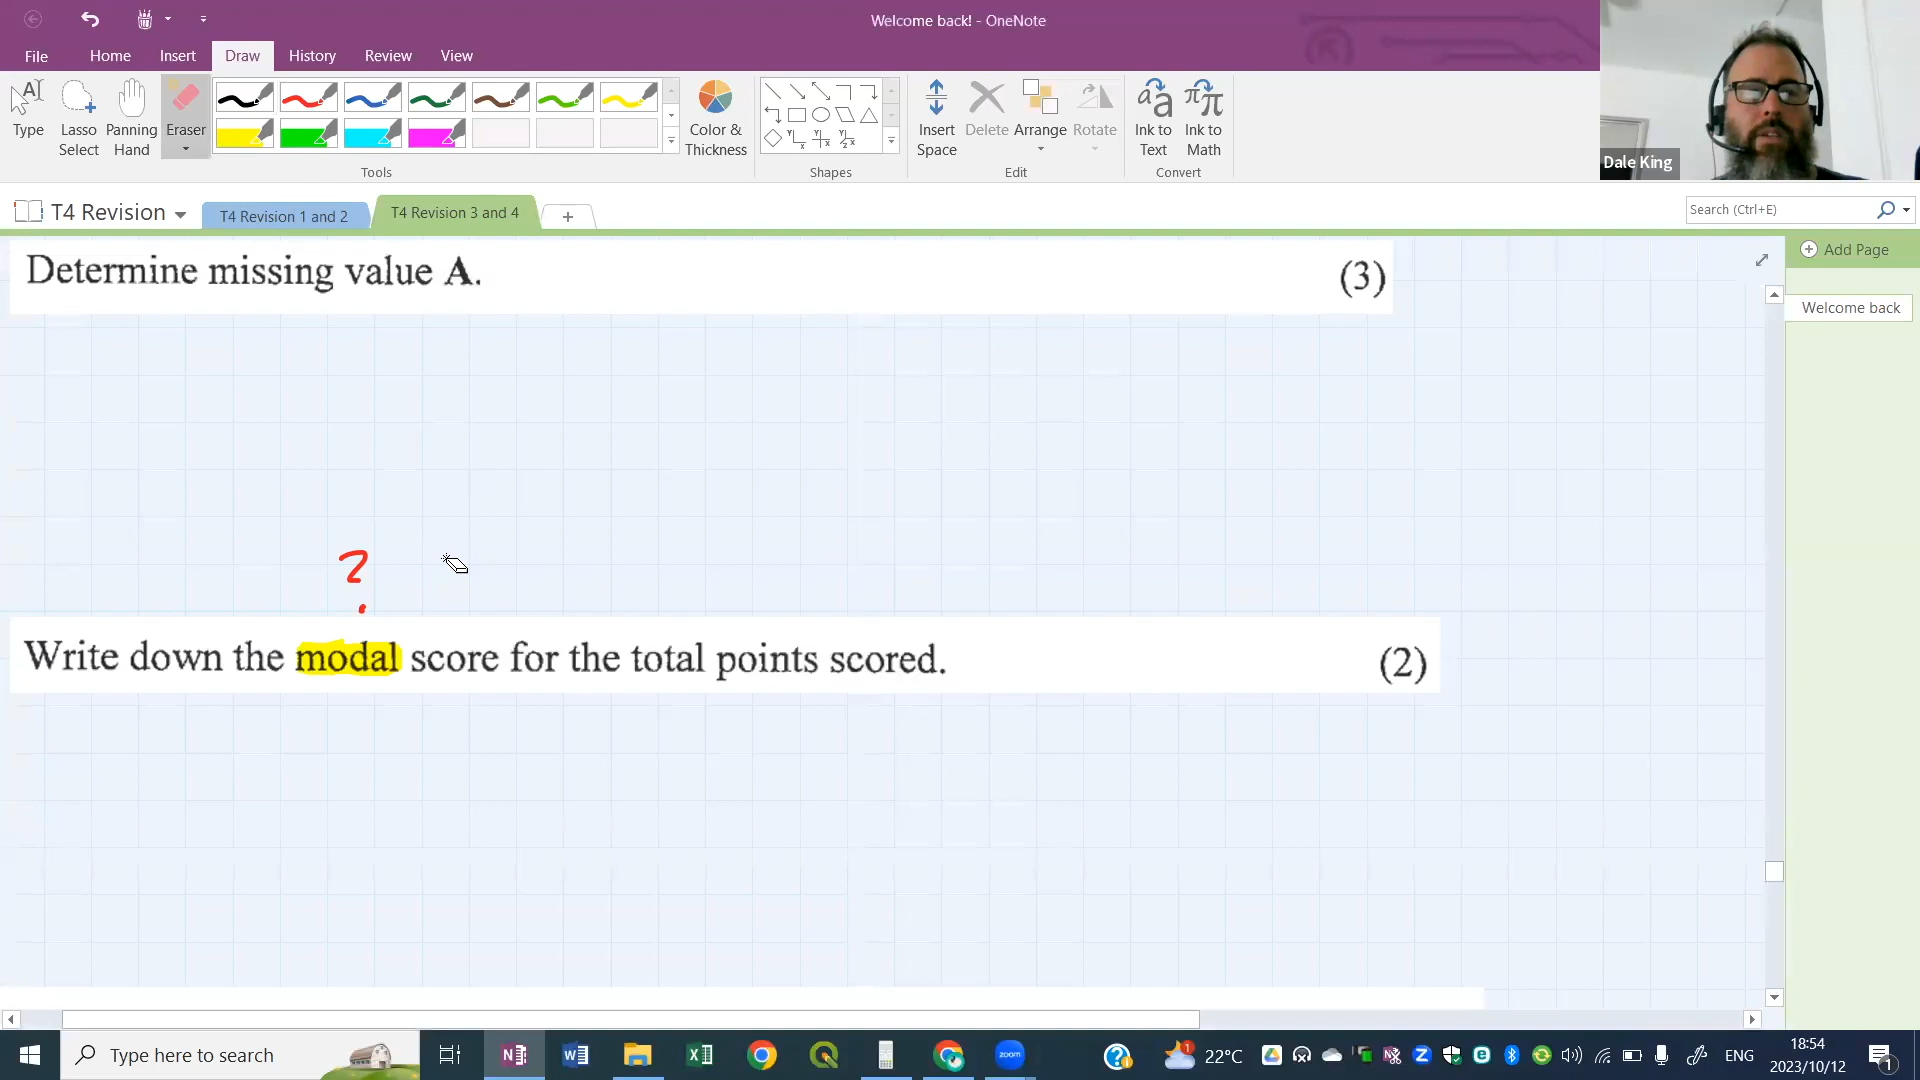 Welcome back! - OneNote
File Home Insert Draw History Review View
Type
Lasso Select
Panning Hand
Eraser
Color & Thickness
Insert Space
Delete
Arrange
Rotate
Ink to Text
Ink to Math
Tools
Shapes
Edit
Convert
Dale King
T4 Revision
T4 Revision 1 and 2
T4 Revision 3 and 4
Search (Ctrl+E)
Add Page
Welcome back
Determine missing value A. (3)
?
Write down the modal score for the total points scored. (2)
Type here to search
zoom
22°C
ENG
18:54
2023/10/12
1